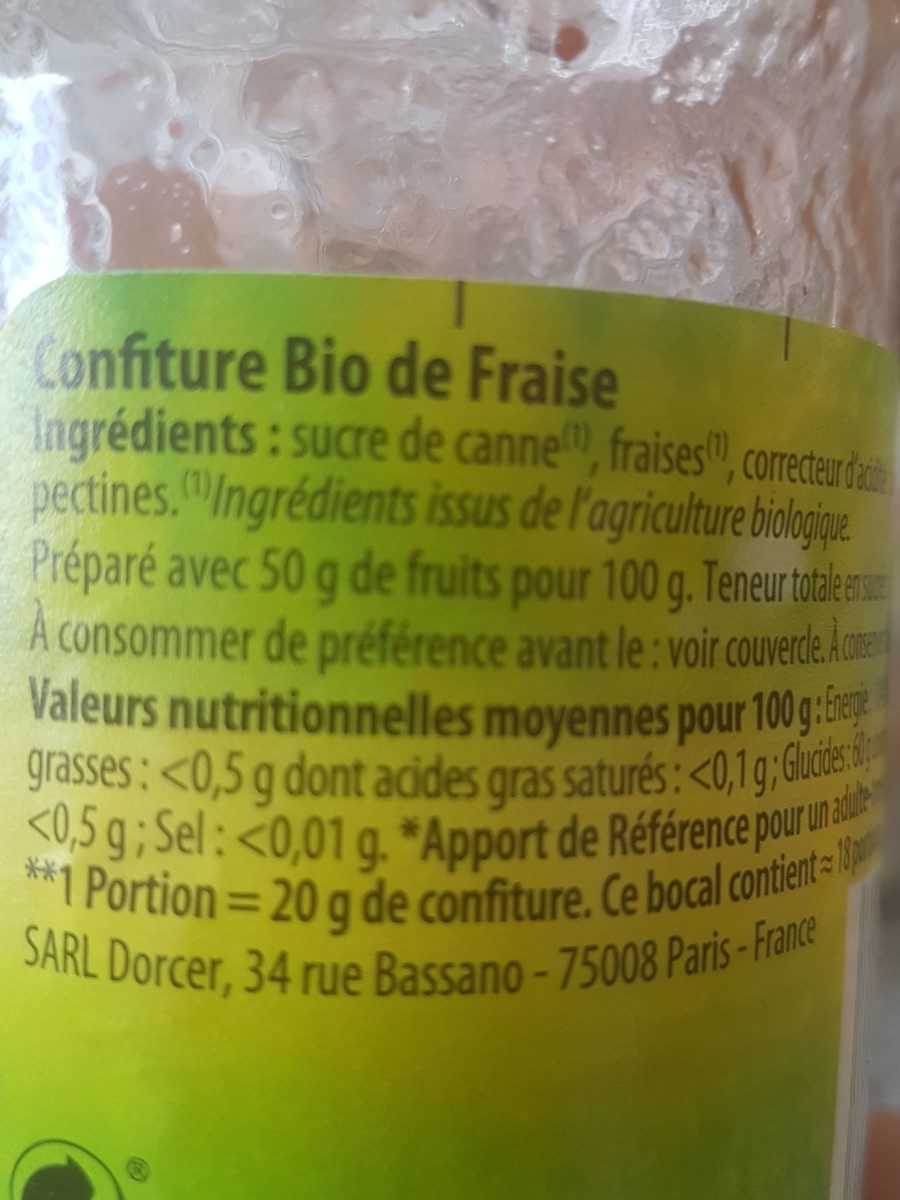 Confiture Bio de Fraise
Ingrédients : sucre de canne(1), fraises(1), correcteur
pectines. (1)Ingrédients issus de l'agriculture biologique.
Préparé avec 50 g de fruits pour 100 g. Teneur totale en
À consommer de préférence avant le : voir couvercle. À
Valeurs nutritionnelles moyennes pour 100 g : Energie
grasses : <0,5 g dont acides gras saturés : <0,1 g ; Glucides : 60 g
<0,5 g ; Sel : <0,01 g. *Apport de Référence pour un adulte
**1 Portion = 20 g de confiture. Ce bocal contient ≈ 18
SARL Dorcer, 34 rue Bassano - 75008 Paris - France
®